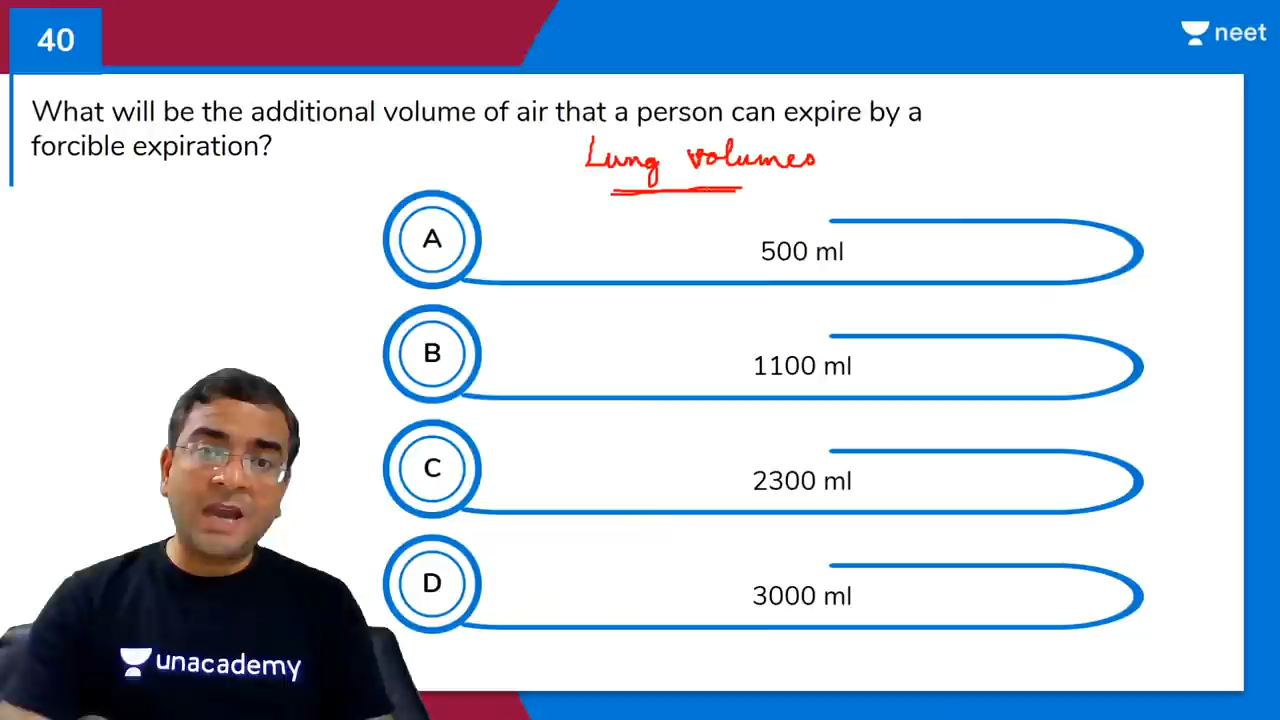 40
neet
What will be the additional volume of air that a person can expire by a
forcible expiration?
Lung volumes
A
500 ml
B
1100 ml
C
2300 ml
D
3000 ml
unacademy